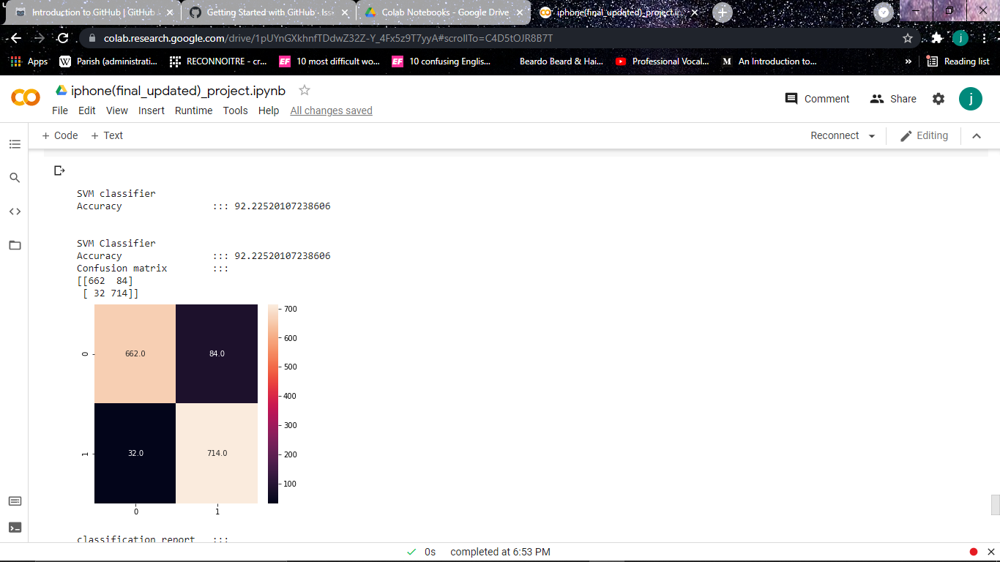 Introduction to GitHub | GitHub
Getting Started with GitHub · Iss
Colab Notebooks - Google Drive
iphone(final_updated)_project.ip
colab.research.google.com/drive/1pUYnGXkhnfTDdwZ32Z-Y_4Fx5z9T7yyA#scrollTo=C4D5tOJR8B7T
j
Apps
W Parish (administrati...
RECONNOITRE - cr...
EF 10 most difficult wo...
EF 10 confusing Englis...
Beardo Beard & Hai...
Professional Vocal...
M An Introduction to...
»
Reading list
iphone(final_updated)_project.ipynb
Comment
Share
j
File Edit View Insert Runtime Tools Help All changes saved
+ Code + Text
Reconnect
Editing
SVM classifier
Accuracy ::: 92.22520107238606
SVM Classifier
Accuracy ::: 92.22520107238606
Confusion matrix :::
[[662 84]
[ 32 714]]
662.0 84.0
32.0 714.0
0
1
0 1
700
600
500
400
300
200
100
classification report :::
0s completed at 6:53 PM